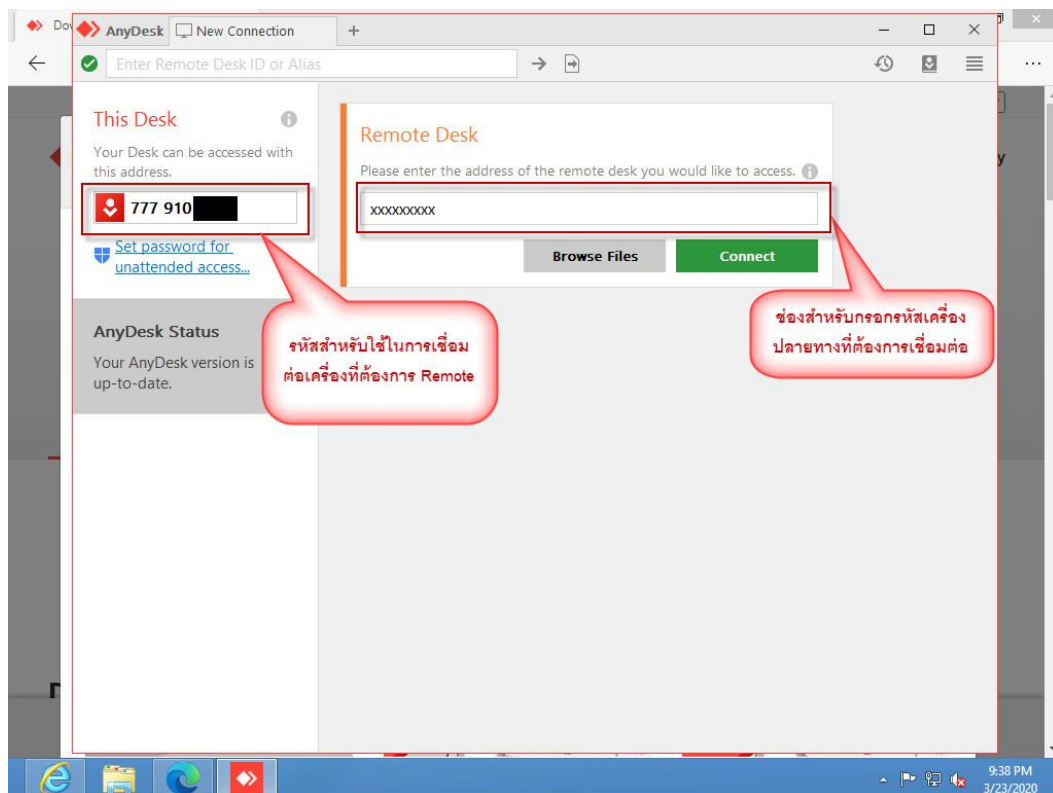 Dov
AnyDesk New Connection +
Enter Remote Desk ID or Alias
This Desk
Your Desk can be accessed with
this address.
777 910
Set password for
unattended access...
AnyDesk Status
Your AnyDesk version is
up-to-date.
Remote Desk
Please enter the address of the remote desk you would like to access.
xxxxxxxxx
Browse Files Connect
รหัสสำหรับใช้ในการเชื่อม
ต่อเครื่องที่ต้องการ Remote
ช่องสำหรับกรอกรหัสเครื่อง
ปลายทางที่ต้องการเชื่อมต่อ
y
9:38 PM
3/23/2020